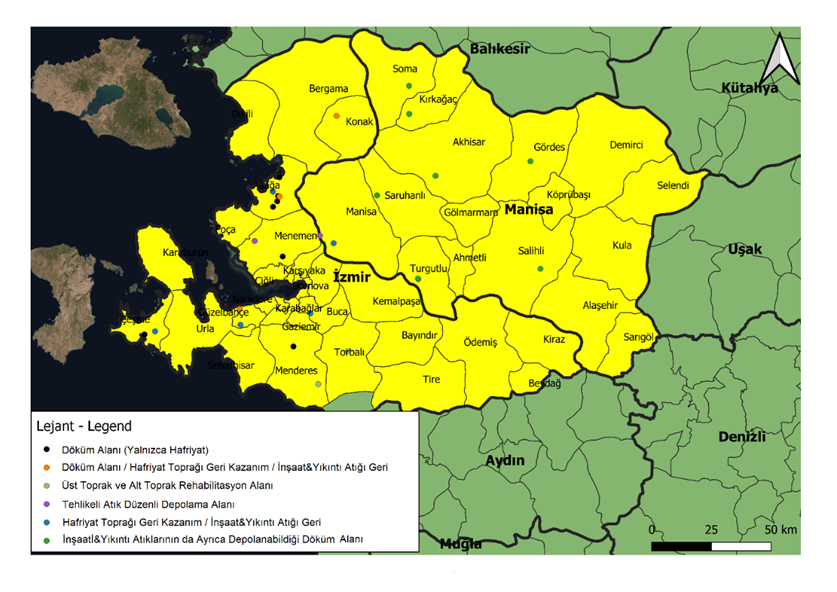 Balıkesir
Soma
Kütahya
Bergama
Kırkağaç
Dikili
Konak
Akhisar
Gördes
Demirci
Aliağa
Selendi
Saruhanlı
Köprübaşı
Manisa
Gölmarmara
Manisa
Foça
Menemen
Karaburun
Salihli
Kula
Uşak
Ahmetli
Turgutlu
Karşıyaka
İzmir
Çiğli
Bornova
Narlıdere
Kemalpaşa
Alaşehir
Güzelbahçe
Karabağlar
Buca
Çeşme
Urla
Gaziemir
Bayındır
Ödemiş
Kiraz
Sarıgöl
Torbalı
Seferihisar
Menderes
Tire
Beydağ
Lejant - Legend
Döküm Alanı (Yalnızca Hafriyat)
Döküm Alanı / Hafriyat Toprağı Geri Kazanım / İnşaat&Yıkıntı Atığı Geri
Üst Toprak ve Alt Toprak Rehabilitasyon Alanı
Tehlikeli Atık Düzenli Depolama Alanı
Hafriyat Toprağı Geri Kazanım / İnşaat&Yıkıntı Atığı Geri
İnşaatİ&Yıkıntı Atıklarının da Ayrıca Depolanabildiği Döküm Alanı
Denizli
Aydın
0 25 50 km
Muğla